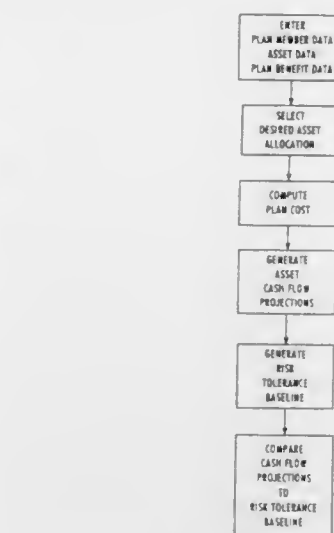 ENTER
PLAN MEMBER DATA
ASSET DATA
PLAN BENEFIT DATA
SELECT
DESIRED ASSET
ALLOCATION
COMPUTE
PLAN COST
GENERATE
ASSET
CASH FLOW
PROJECTIONS
GENERATE
RISK
TOLERANCE
BASELINE
COMPARE
CASH FLOW
PROJECTIONS
TO
RISK TOLERANCE
BASELINE